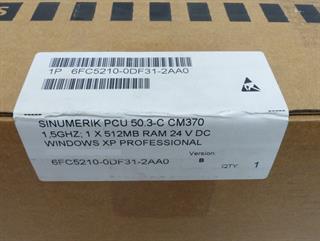 1P 6FC5210-0DF31-2AA0
SINUMERIK PCU 50.3-C CM370
1,5GHZ; 1 X 512MB RAM 24 V DC
WINDOWS XP PROFESSIONAL
Version:
6FC5210-0DF31-2AA0 B QTY: 1